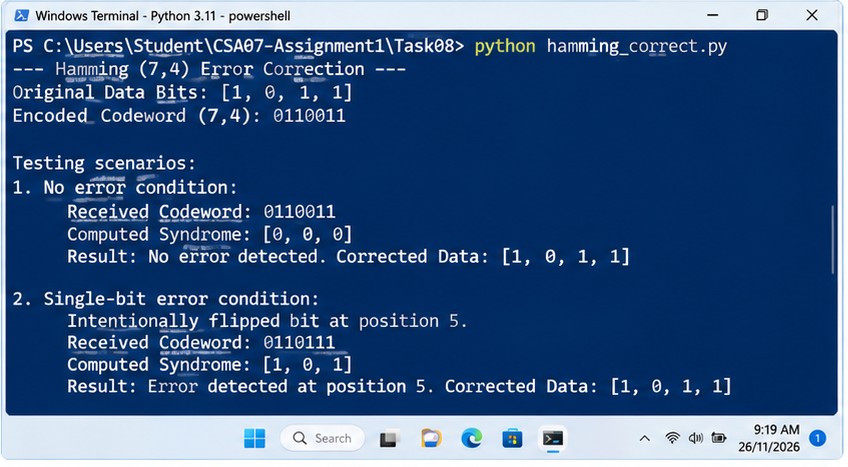 Windows Terminal - Python 3.11 - powershell
PS C:\Users\Student\CSA07-Assignment1\Task08> python hamming_correct.py
--- Hamming (7,4) Error Correction ---
Original Data Bits: [1, 0, 1, 1]
Encoded Codeword (7,4): 0110011
Testing scenarios:
1. No error condition:
Received Codeword: 0110011
Computed Syndrome: [0, 0, 0]
Result: No error detected. Corrected Data: [1, 0, 1, 1]
2. Single-bit error condition:
Intentionally flipped bit at position 5.
Received Codeword: 0110111
Computed Syndrome: [1, 0, 1]
Result: Error detected at position 5. Corrected Data: [1, 0, 1, 1]
Search
9:19 AM
26/11/2026
1